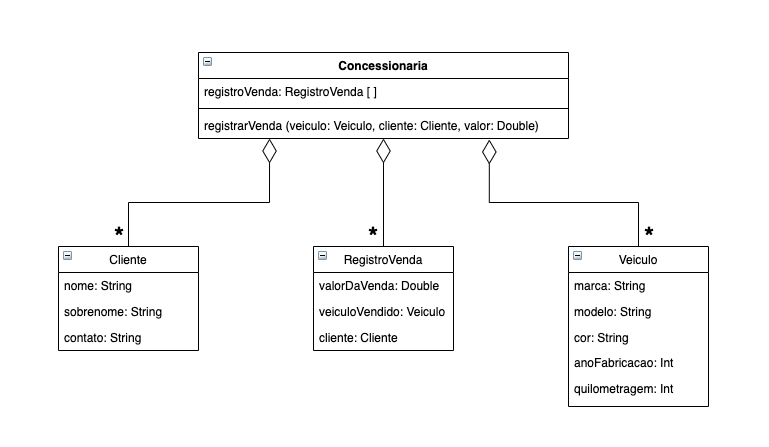 Concessionaria
registroVenda: RegistroVenda [ ]
registrarVenda (veiculo: Veiculo, cliente: Cliente, valor: Double)
*
*
*
Cliente
nome: String
sobrenome: String
contato: String
RegistroVenda
valorDaVenda: Double
veiculoVendido: Veiculo
cliente: Cliente
Veiculo
marca: String
modelo: String
cor: String
anoFabricacao: Int
quilometragem: Int